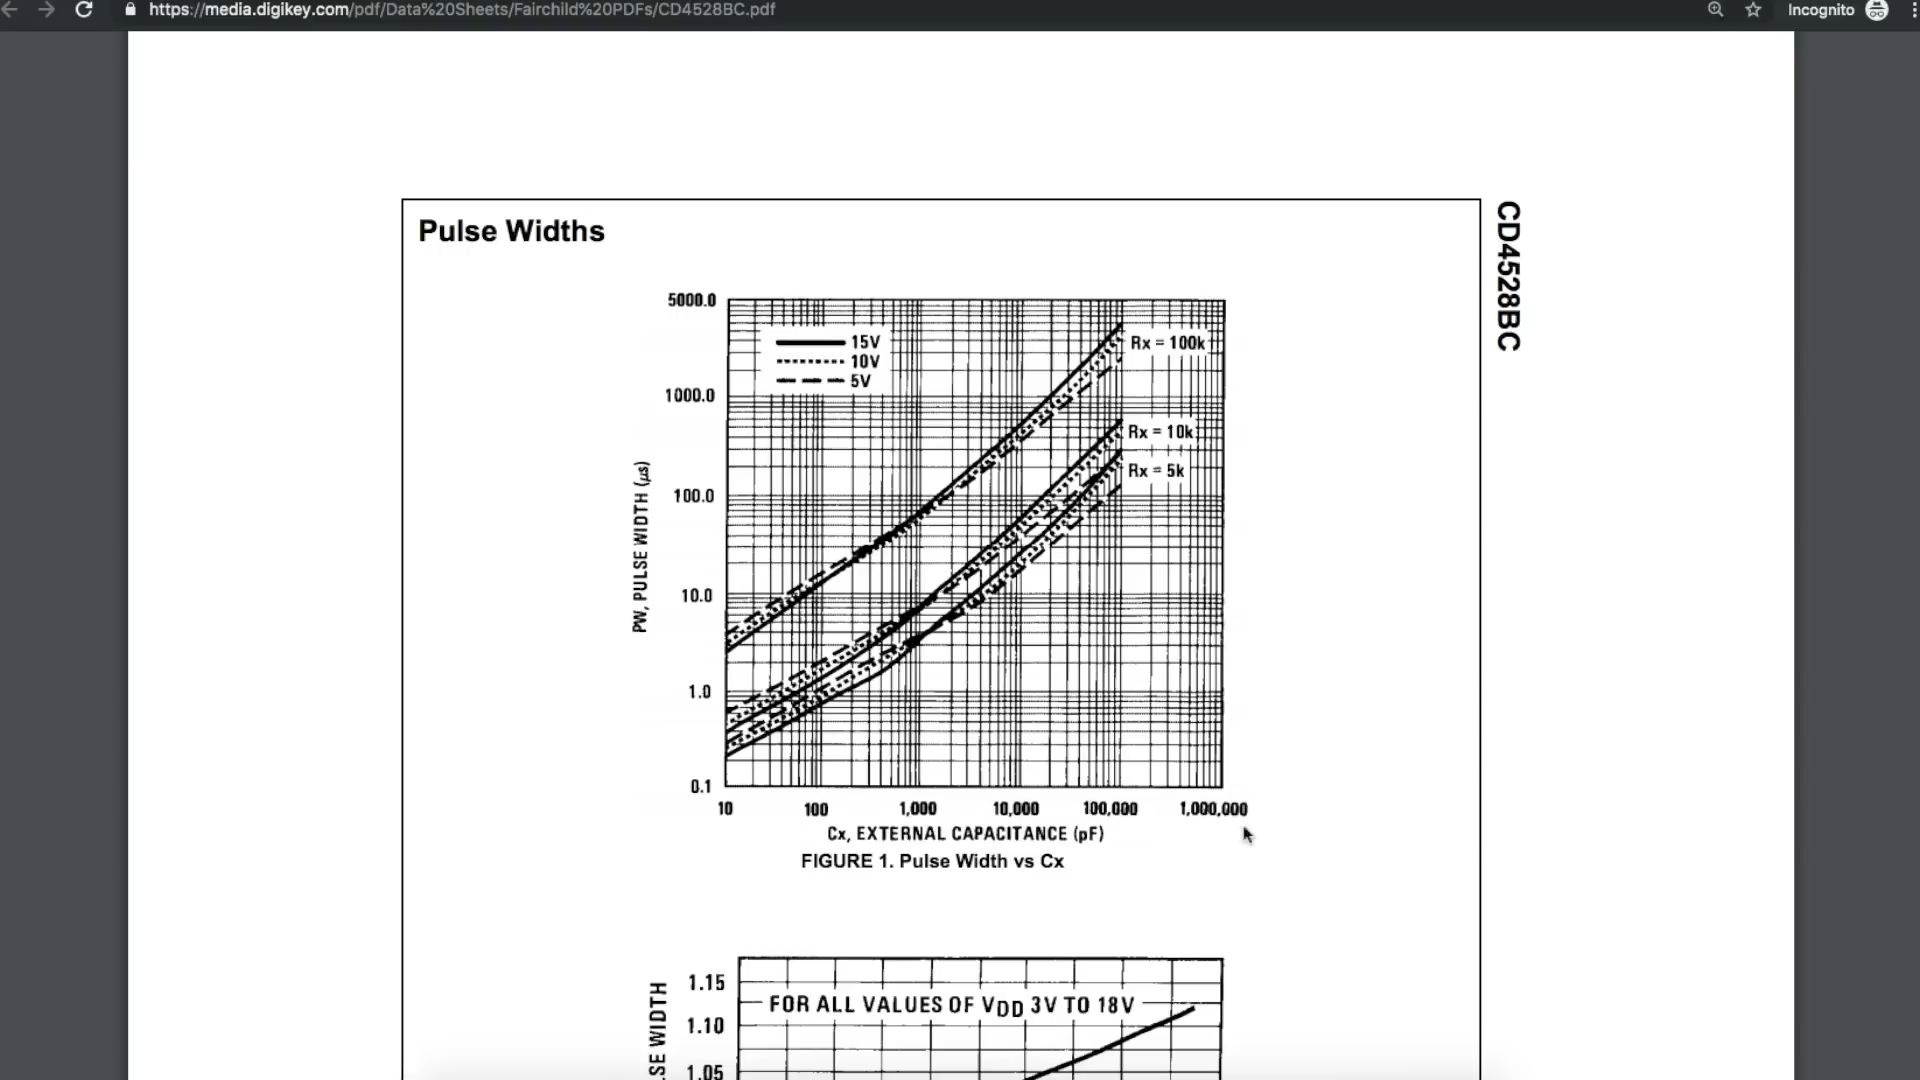 https://media.digikey.com/pdf/Data%20Sheets/Fairchild%20PDFs/CD4528BC.pdf
Incognito
Pulse Widths
CD4528BC
5000.0
1000.0
100.0
10.0
1.0
0.1
PW, PULSE WIDTH (μs)
15V
10V
5V
Rx = 100k
Rx = 10k
Rx = 5k
10 100 1,000 10,000 100,000 1,000,000
Cx, EXTERNAL CAPACITANCE (pF)
FIGURE 1. Pulse Width vs Cx
1.15
1.10
1.05
FOR ALL VALUES OF VDD 3V TO 18V
WIDTH